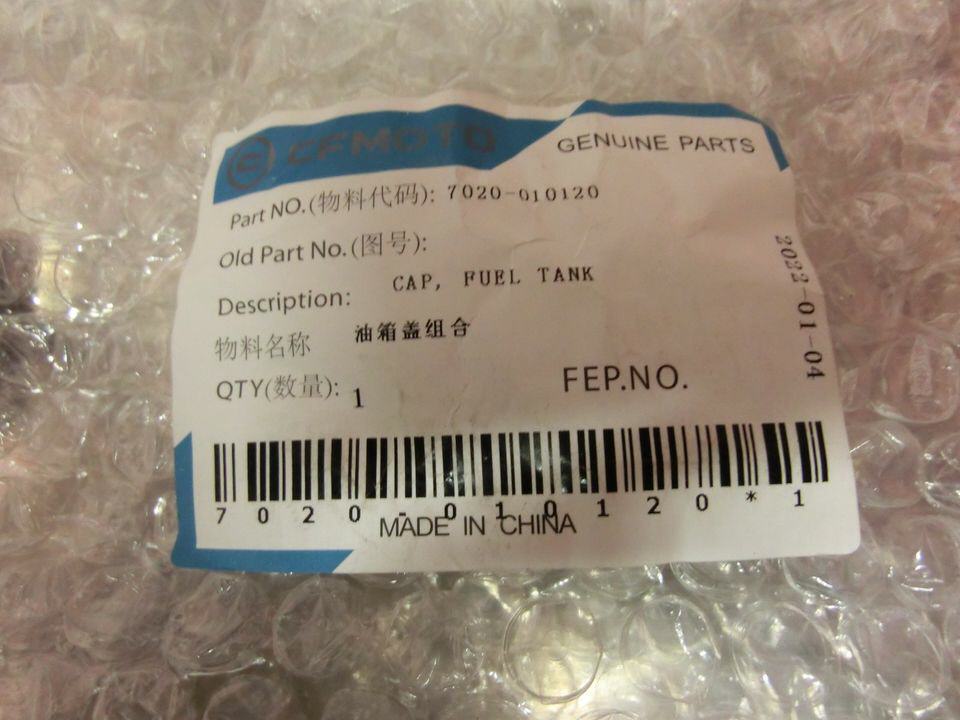 CFMOTO
GENUINE PARTS
Part NO.(物料代码): 7020-010120
Old Part No.(图号):
Description: CAP, FUEL TANK
物料名称 油箱盖组合
QTY(数量): 1
FEP.NO.
2022-01-04
7020-010120*1
MADE IN CHINA